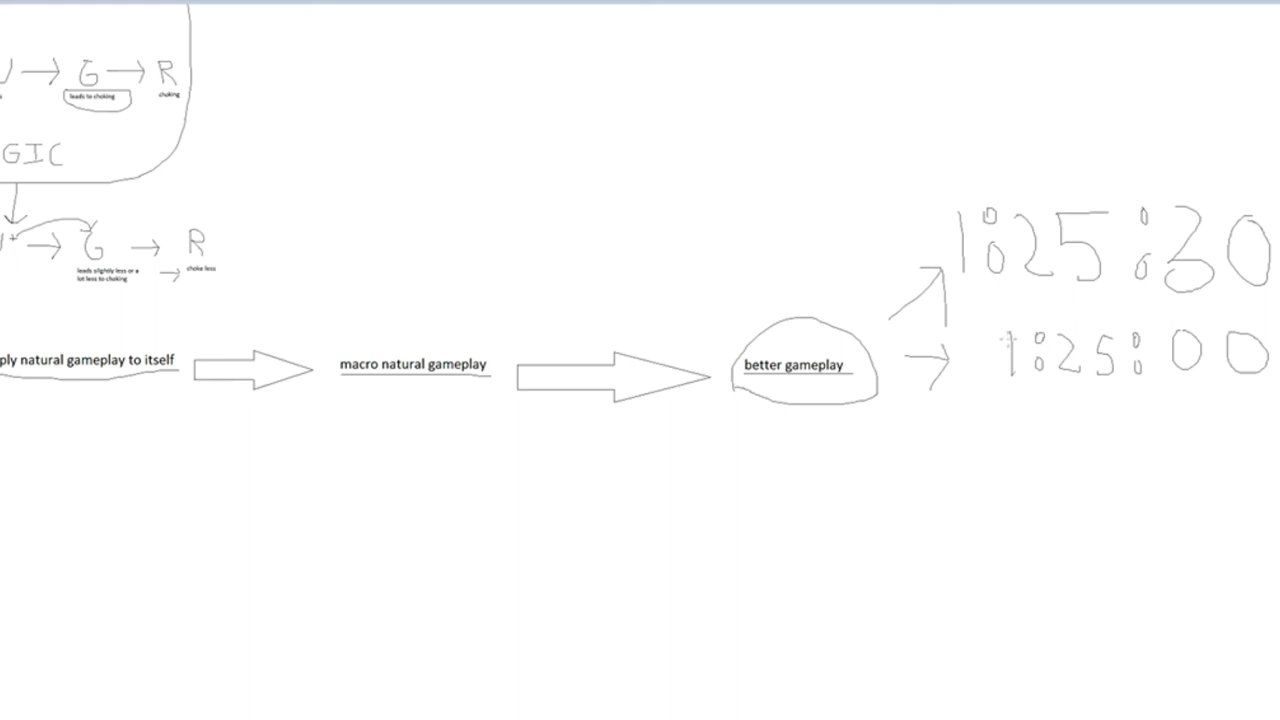 → G → R
leads to choking
choking
GIC
→ G → R
leads slightly less or a
lot less to choking
→ choke less
ply natural gameplay to itself
macro natural gameplay
better gameplay
1:25:30
1:25:00